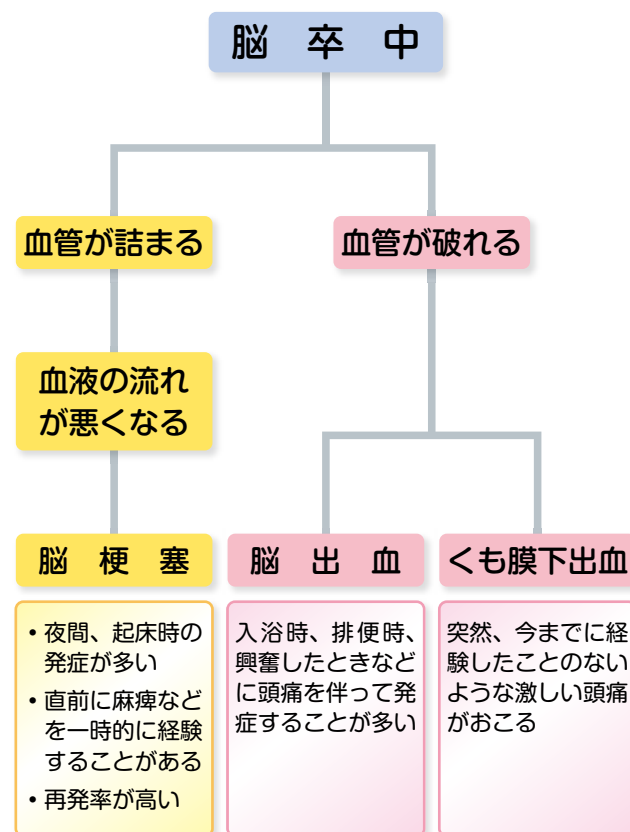 脳 卒 中
血管が詰まる
血管が破れる
血液の流れ
が悪くなる
脳 梗 塞
・夜間、起床時の
発症が多い
・直前に麻痺など
を一時的に経験
することがある
・再発率が高い
脳 出 血
入浴時、排便時、
興奮したときなど
に頭痛を伴って発
症することが多い
くも膜下出血
突然、今までに経
験したことのない
ような激しい頭痛
がおこる